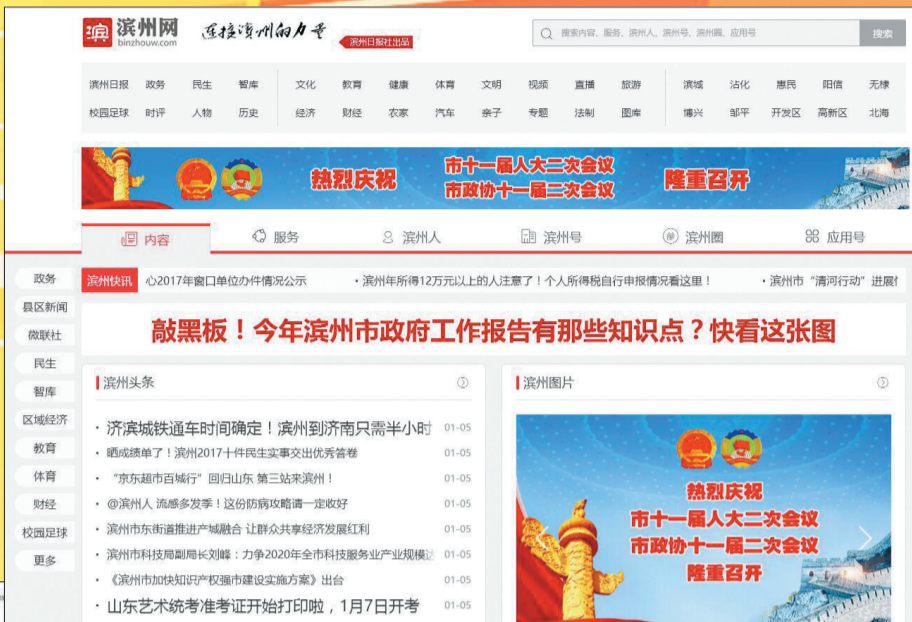 滨 滨州网 连接滨州的力量
binzhouw.com 滨州日报社出品
搜索内容、服务、滨州人、滨州号、滨州圈、应用号 搜索
滨州日报 政务 民生 智库 文化 教育 健康 体育 文明 视频 直播 旅游 滨城 沾化 惠民 阳信 无棣
校园足球 时评 人物 历史 经济 财经 农家 汽车 亲子 专题 法制 图库 博兴 邹平 开发区 高新区 北海
热烈庆祝 市十一届人大二次会议 隆重召开
市政协十一届二次会议
内容 服务 滨州人 滨州号 滨州圈 应用号
政务
县区新闻
微联社
民生
智库
区域经济
教育
体育
财经
校园足球
更多
滨州快讯 心2017年窗口单位办件情况公示 ·滨州年所得12万元以上的人注意了！个人所得税自行申报情况看这里！ ·滨州市“清河行动”进展情
敲黑板！今年滨州市政府工作报告有那些知识点？快看这张图
滨州头条
· 济滨城铁通车时间确定！滨州到济南只需半小时 01-05
· 晒成绩单了！滨州2017十件民生实事交出优秀答卷 01-05
· “京东超市百城行”回归山东 第三站来滨州！ 01-05
· @滨州人 流感多发季！这份防病攻略请一定收好 01-05
· 滨州市东街道推进产城融合 让群众共享经济发展红利 01-05
· 滨州市科技局副局长刘峰：力争2020年全市科技服务业产业规模达 01-05
· 《滨州市加快知识产权强市建设实施方案》出台 01-05
· 山东艺术统考准考证开始打印啦，1月7日开考 01-05
滨州图片
热烈庆祝
市十一届人大二次会议
市政协十一届二次会议
隆重召开